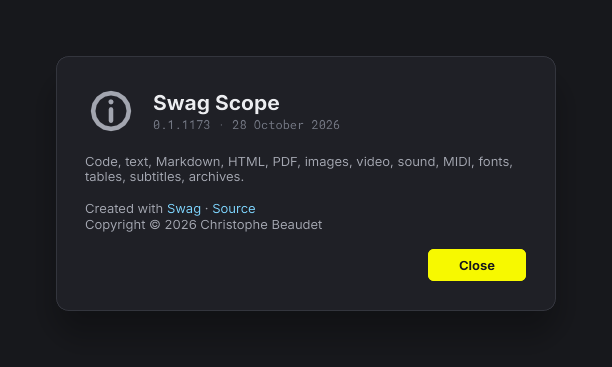 Swag Scope
0.1.1173 · 28 October 2026
Code, text, Markdown, HTML, PDF, images, video, sound, MIDI, fonts,
tables, subtitles, archives.
Created with Swag · Source
Copyright © 2026 Christophe Beaudet
Close